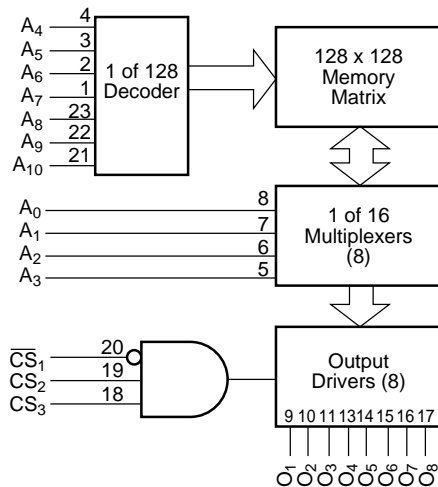 A4 4
A5 3
A6 2
A7 1
A8 23
A9 22
A10 21
1 of 128
Decoder
128 x 128
Memory
Matrix
A0 8
A1 7
A2 6
A3 5
1 of 16
Multiplexers
(8)
C̅S̅1 20
CS2 19
CS3 18
Output
Drivers (8)
9 10 11 13 14 15 16 17
O1 O2 O3 O4 O5 O6 O7 O8